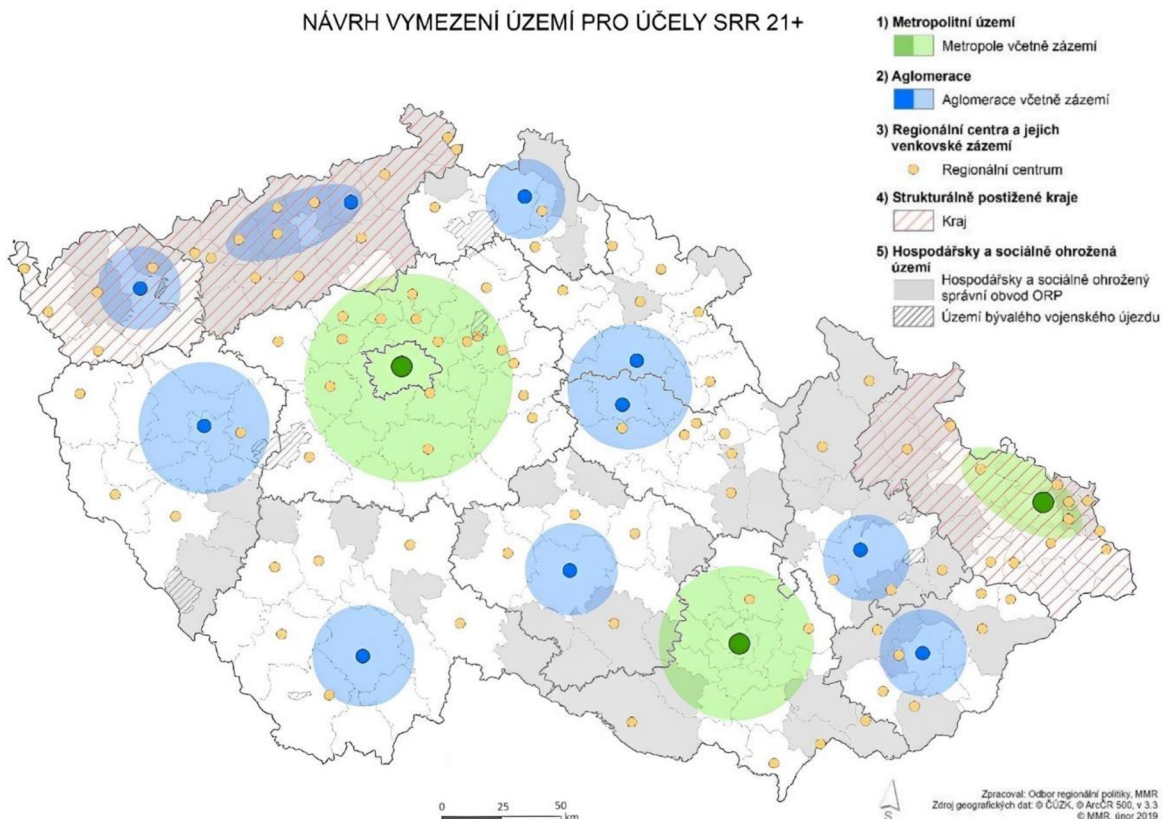 NÁVRH VYMEZENÍ ÚZEMÍ PRO ÚČELY SRR 21+
1) Metropolitní území
Metropole včetně zázemí
2) Aglomerace
Aglomerace včetně zázemí
3) Regionální centra a jejich
venkovské zázemí
Regionální centrum
4) Strukturálně postižené kraje
Kraj
5) Hospodářsky a sociálně ohrožená
území
Hospodářsky a sociálně ohrožený
správní obvod ORP
Území bývalého vojenského újezdu
0 25 50
km
S
Zpracoval: Odbor regionální politiky, MMR
Zdroj geografických dat: © ČÚZK, © ArcČR 500, v 3.3
© MMR, únor 2019